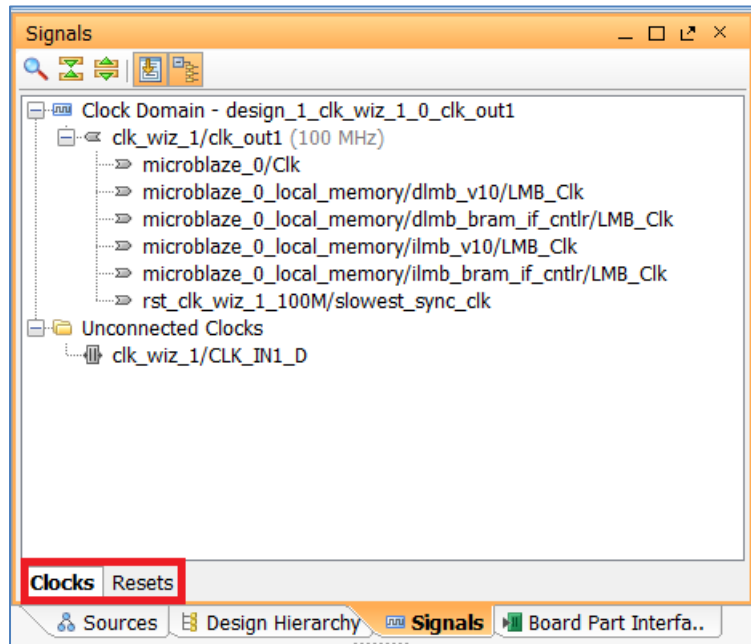 Signals
Clock Domain - design_1_clk_wiz_1_0_clk_out1
clk_wiz_1/clk_out1 (100 MHz)
microblaze_0/Clk
microblaze_0_local_memory/dlmb_v10/LMB_Clk
microblaze_0_local_memory/dlmb_bram_if_cntlr/LMB_Clk
microblaze_0_local_memory/ilmb_v10/LMB_Clk
microblaze_0_local_memory/ilmb_bram_if_cntlr/LMB_Clk
rst_clk_wiz_1_100M/slowest_sync_clk
Unconnected Clocks
clk_wiz_1/CLK_IN1_D
Clocks Resets
Sources Design Hierarchy Signals Board Part Interfa..